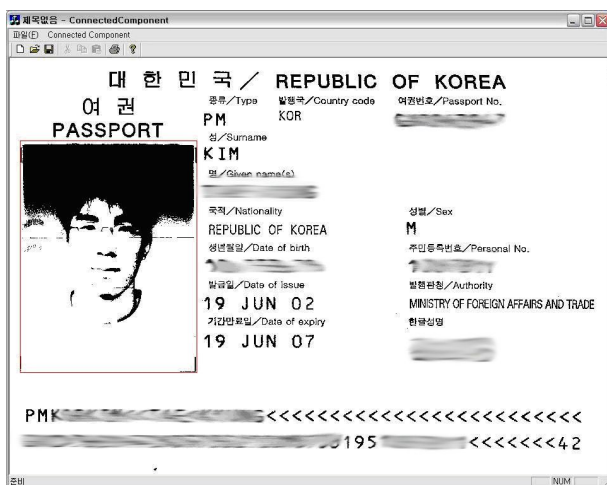 제목없음 - ConnectedComponent
파일(F) Connected Component
대 한 민 국／ REPUBLIC OF KOREA
여 권
PASSPORT
종류／Type 발행국／Country code 여권번호／Passport No.
PM KOR
성／Surname
KIM
명／Given name(s)
국적／Nationality 성별／Sex
REPUBLIC OF KOREA M
생년월일／Date of birth 주민등록번호／Personal No.
발급일／Date of issue 발행관청／Authority
19 JUN 02 MINISTRY OF FOREIGN AFFAIRS AND TRADE
기간만료일／Date of expiry 한글성명
19 JUN 07
PMK <<<<<<<<<<<<<<<<<<<<<<<<<
195 <<<<<<<42
준비 NUM